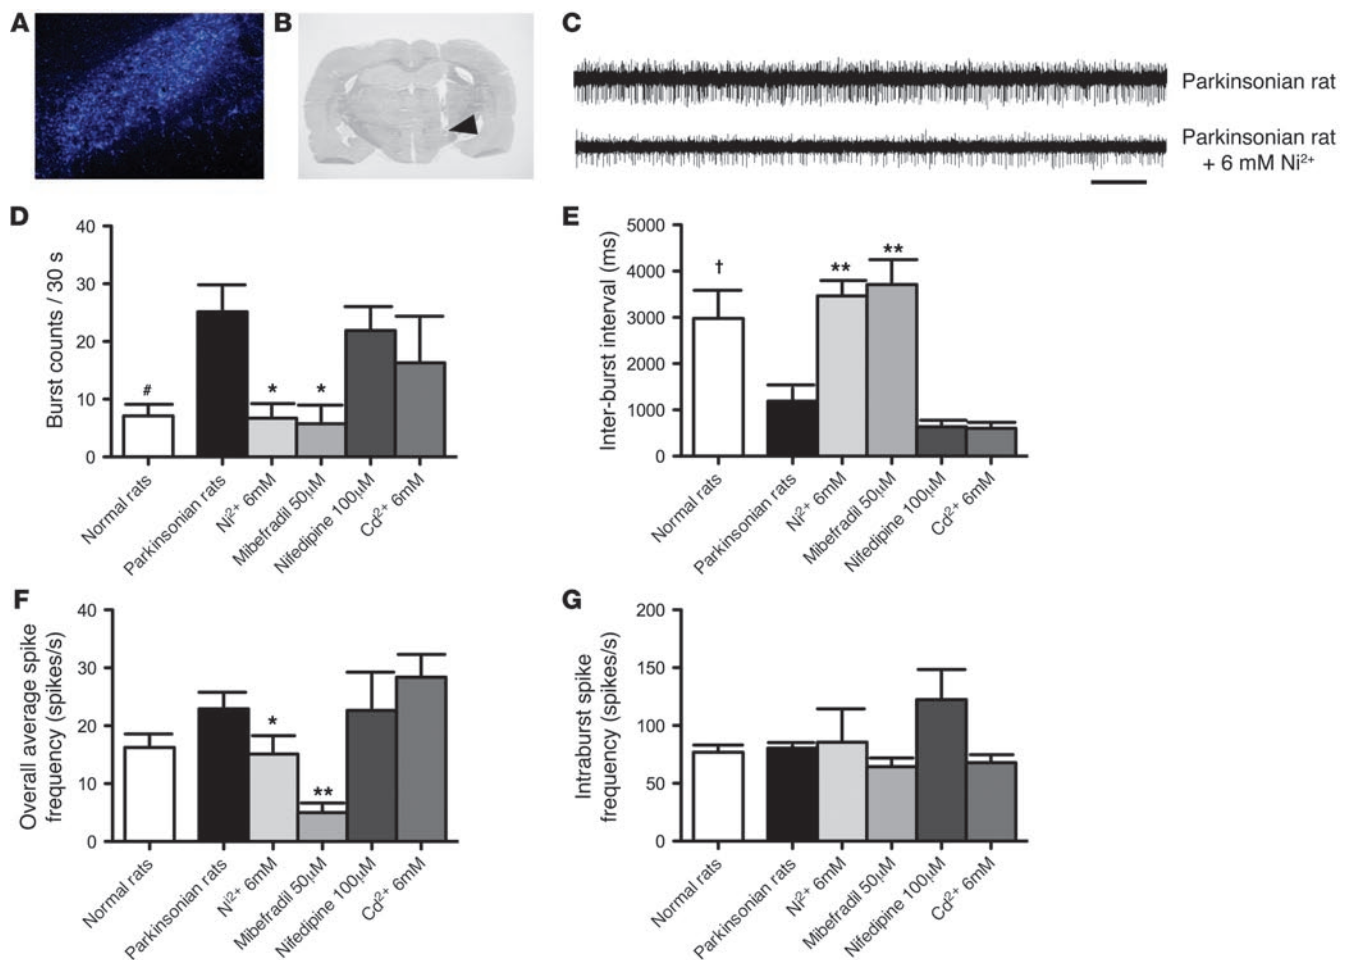 A
B
C
Parkinsonian rat
Parkinsonian rat
+ 6 mM Ni²⁺
D
Burst counts / 30 s
40
30
20
10
0
#
*
*
Normal rats
Parkinsonian rats
Ni²⁺ 6mM
Mibefradil 50µM
Nifedipine 100µM
Cd²⁺ 6mM
E
Inter-burst interval (ms)
5000
4000
3000
2000
1000
0
†
**
**
Normal rats
Parkinsonian rats
Ni²⁺ 6mM
Mibefradil 50µM
Nifedipine 100µM
Cd²⁺ 6mM
F
Overall average spike
frequency (spikes/s)
40
30
20
10
0
*
**
Normal rats
Parkinsonian rats
Ni²⁺ 6mM
Mibefradil 50µM
Nifedipine 100µM
Cd²⁺ 6mM
G
Intraburst spike
frequency (spikes/s)
200
150
100
50
0
Normal rats
Parkinsonian rats
Ni²⁺ 6mM
Mibefradil 50µM
Nifedipine 100µM
Cd²⁺ 6mM